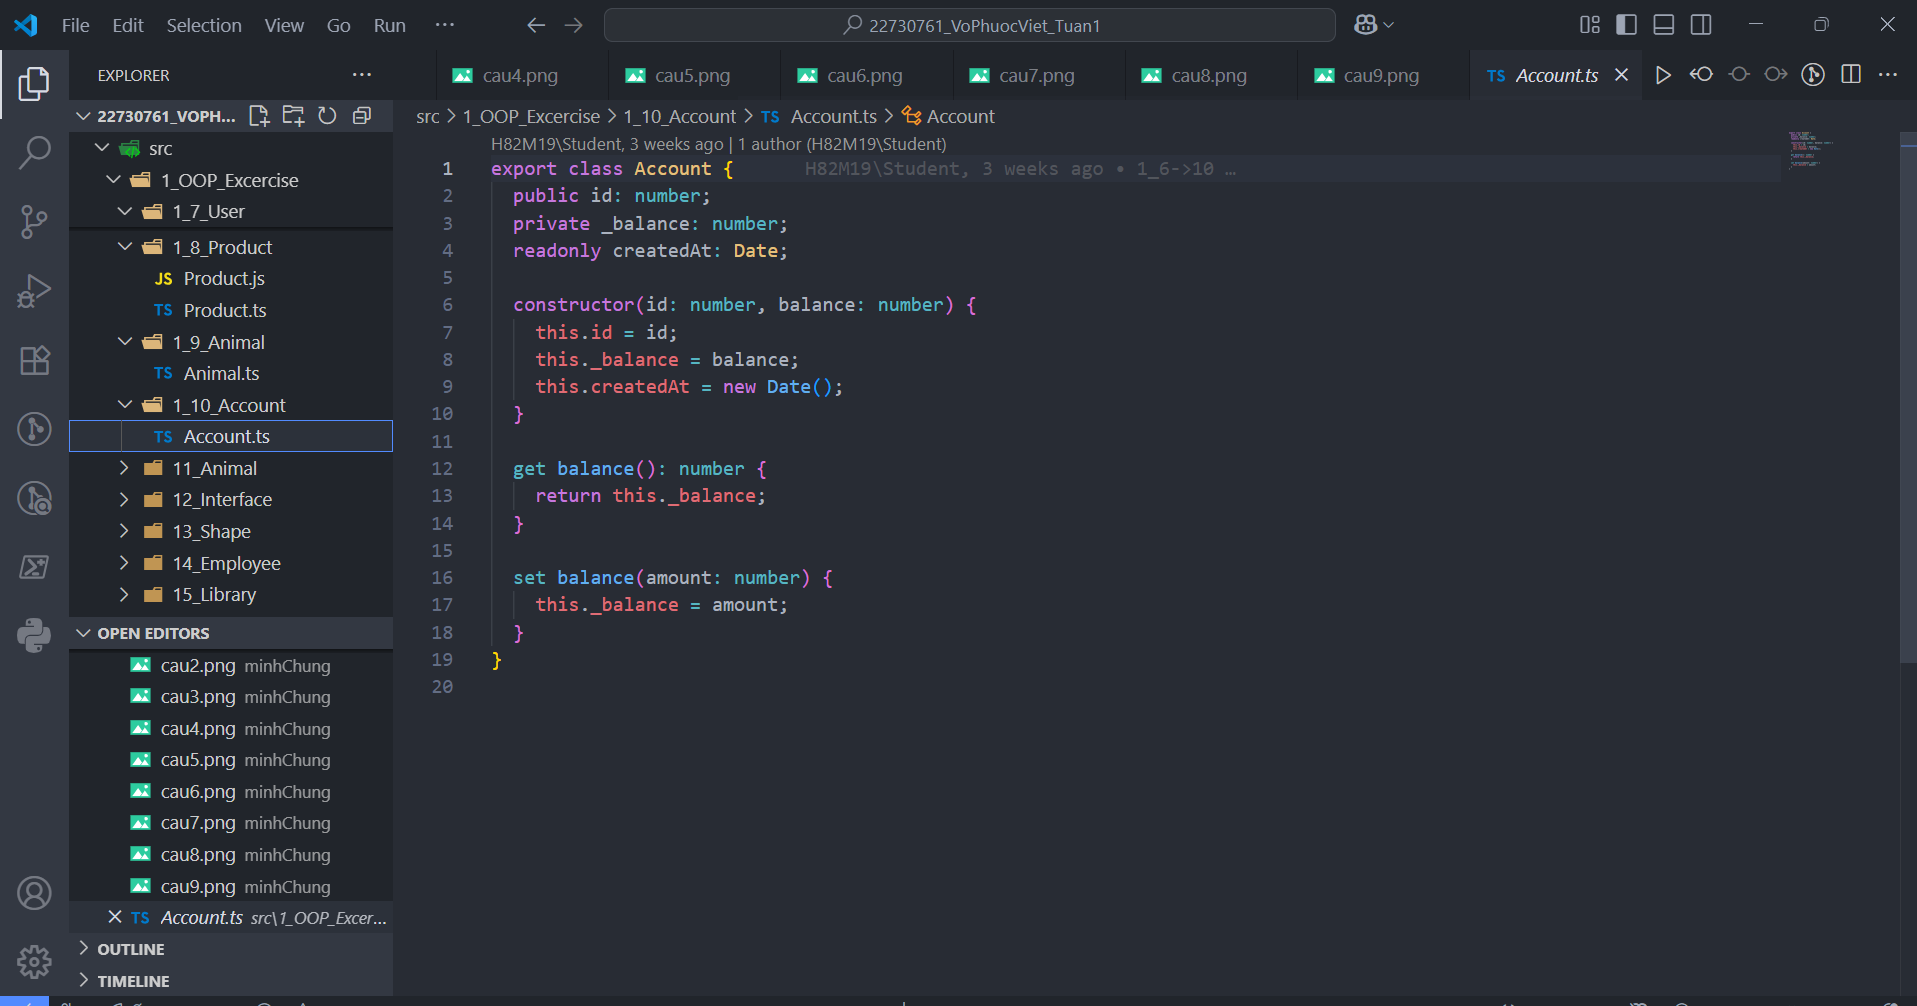 File Edit Selection View Go Run ···
22730761_VoPhuocViet_Tuan1
EXPLORER ···
cau4.png cau5.png cau6.png cau7.png cau8.png cau9.png TS Account.ts
22730761_VOPH...
src
1_OOP_Excercise
1_7_User
1_8_Product
JS Product.js
TS Product.ts
1_9_Animal
TS Animal.ts
1_10_Account
TS Account.ts
11_Animal
12_Interface
13_Shape
14_Employee
15_Library
OPEN EDITORS
cau2.png minhChung
cau3.png minhChung
cau4.png minhChung
cau5.png minhChung
cau6.png minhChung
cau7.png minhChung
cau8.png minhChung
cau9.png minhChung
TS Account.ts src\1_OOP_Excer...
OUTLINE
TIMELINE
src > 1_OOP_Excercise > 1_10_Account > TS Account.ts > Account
H82M19\Student, 3 weeks ago | 1 author (H82M19\Student)
1 export class Account { H82M19\Student, 3 weeks ago • 1_6->10 …
2 public id: number;
3 private _balance: number;
4 readonly createdAt: Date;
5
6 constructor(id: number, balance: number) {
7 this.id = id;
8 this._balance = balance;
9 this.createdAt = new Date();
10 }
11
12 get balance(): number {
13 return this._balance;
14 }
15
16 set balance(amount: number) {
17 this._balance = amount;
18 }
19 }
20